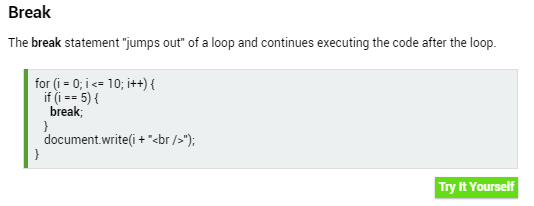 Break
The break statement "jumps out" of a loop and continues executing the code after the loop.
for (i = 0; i <= 10; i++) {
if (i == 5) {
break;
}
document.write(i + "<br />");
}
Try It Yourself